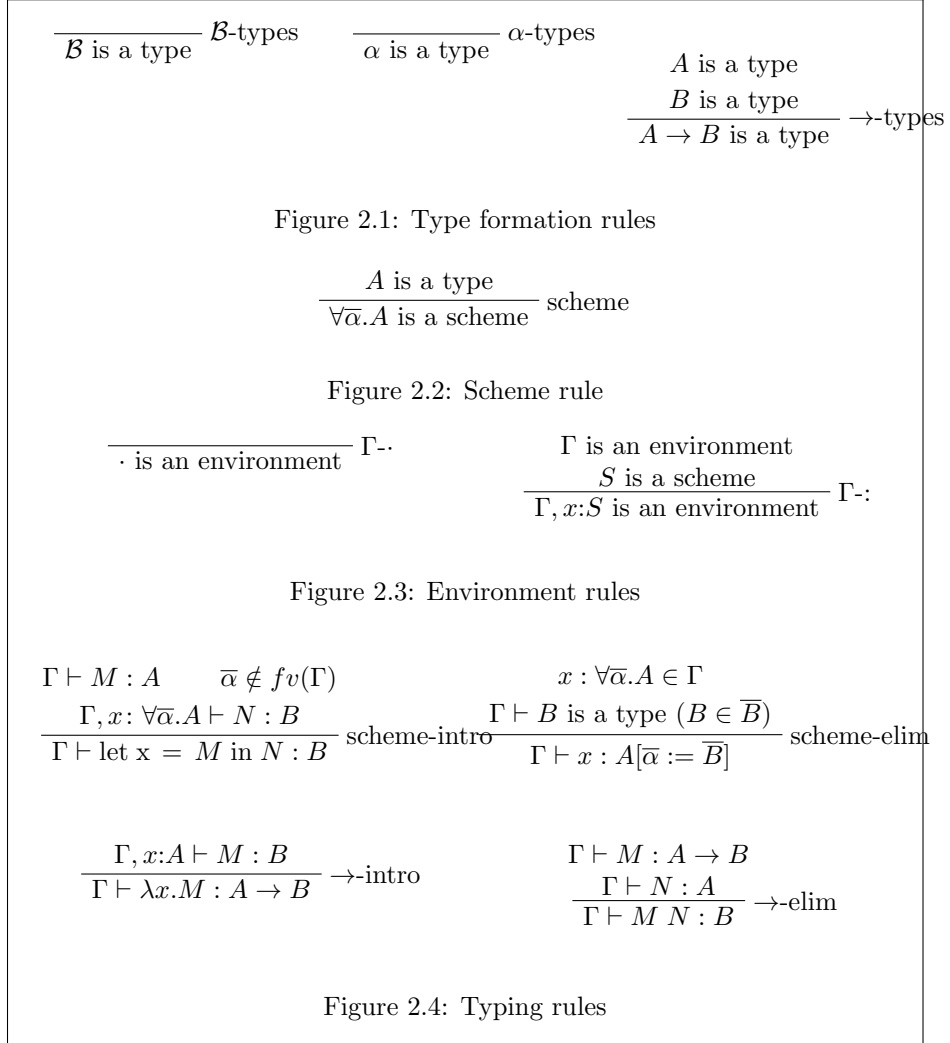 𝓑 is a type 𝓑-types
α is a type α-types
A is a type
B is a type
A → B is a type →-types
Figure 2.1: Type formation rules
A is a type
∀α̅.A is a scheme scheme
Figure 2.2: Scheme rule
· is an environment Γ-·
Γ is an environment
S is a scheme
Γ, x:S is an environment Γ-:
Figure 2.3: Environment rules
Γ ⊢ M : A α̅ ∉ fv(Γ)
Γ, x: ∀α̅.A ⊢ N : B
Γ ⊢ let x = M in N : B scheme-intro
x : ∀α̅.A ∈ Γ
Γ ⊢ B is a type (B ∈ B̅)
Γ ⊢ x : A[α̅ := B̅] scheme-elim
Γ, x:A ⊢ M : B
Γ ⊢ λx.M : A → B →-intro
Γ ⊢ M : A → B
Γ ⊢ N : A
Γ ⊢ M N : B →-elim
Figure 2.4: Typing rules